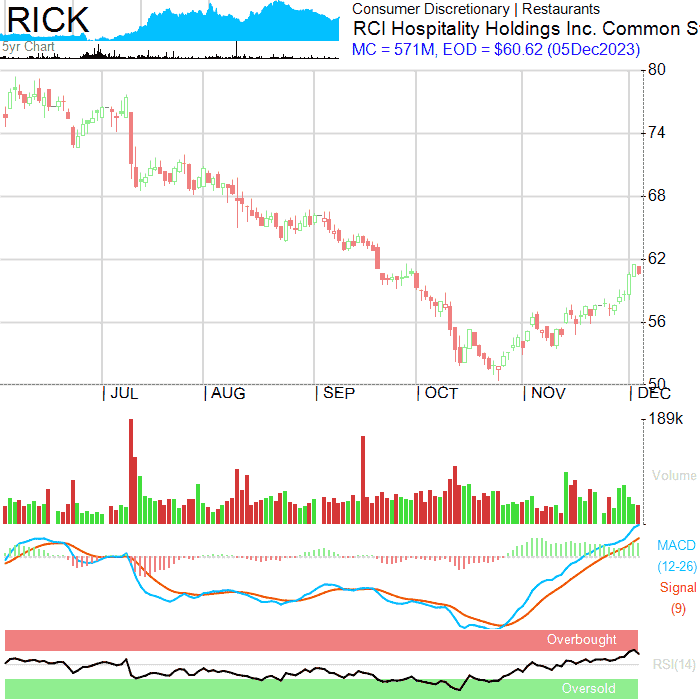 RICK
5yr Chart
Consumer Discretionary | Restaurants
RCI Hospitality Holdings Inc. Common S
MC = 571M, EOD = $60.62 (05Dec2023)
80
74
68
62
56
50
| JUL | AUG | SEP | OCT | NOV | DEC
189k
Volume
MACD
(12-26)
Signal
(9)
Overbought
RSI(14)
Oversold